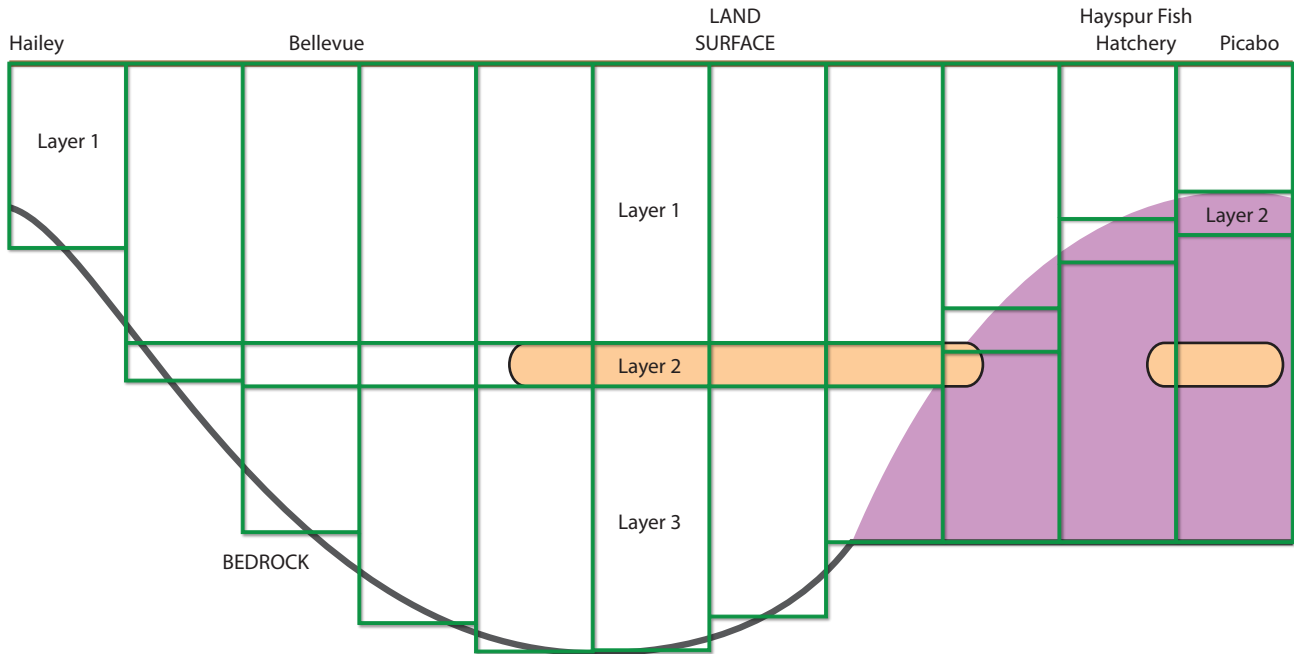 LAND
SURFACE
Hayspur Fish
Hatchery
Hailey
Bellevue
Picabo
Layer 1
Layer 1
Layer 2
Layer 2
Layer 3
BEDROCK